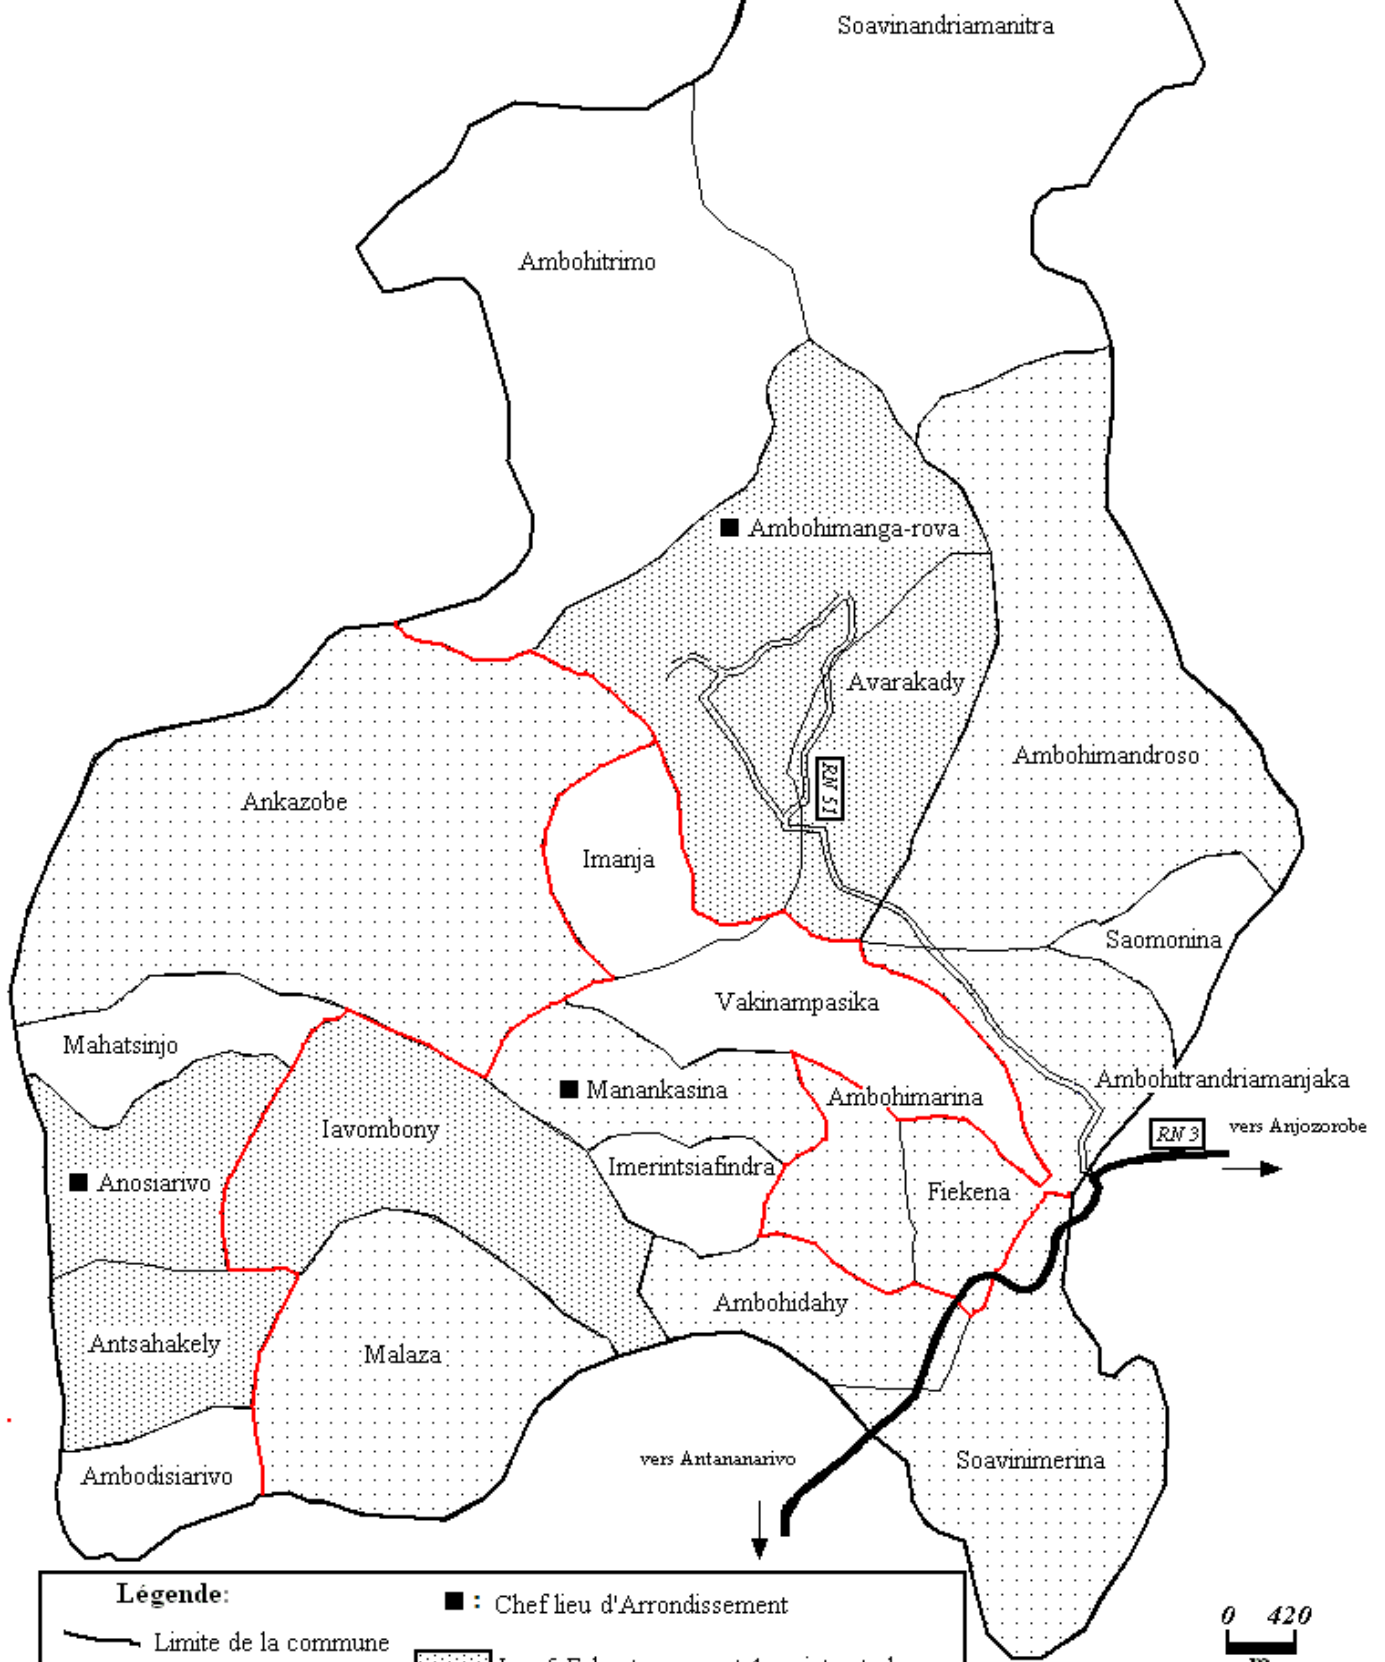 Soavinandriamanitra
Ambohitrimo
■ Ambohimanga-rova
Avarakady
Ambohimandroso
RN 51
Ankazobe
Imanja
Saomonina
Vakinampasika
Mahatsinjo
Ambohitrandriamanjaka
■ Manankasina
Ambohimarina
Iavombony
RN 3
vers Anjozorobe
Imerintsiafindra
■ Anosiarivo
Fiekena
Ambohidahy
Antsahakely
Malaza
vers Antananarivo
Soavinimerina
Ambodisiarivo
Légende:
■ : Chef lieu d'Arrondissement
Limite de la commune
0 420
m